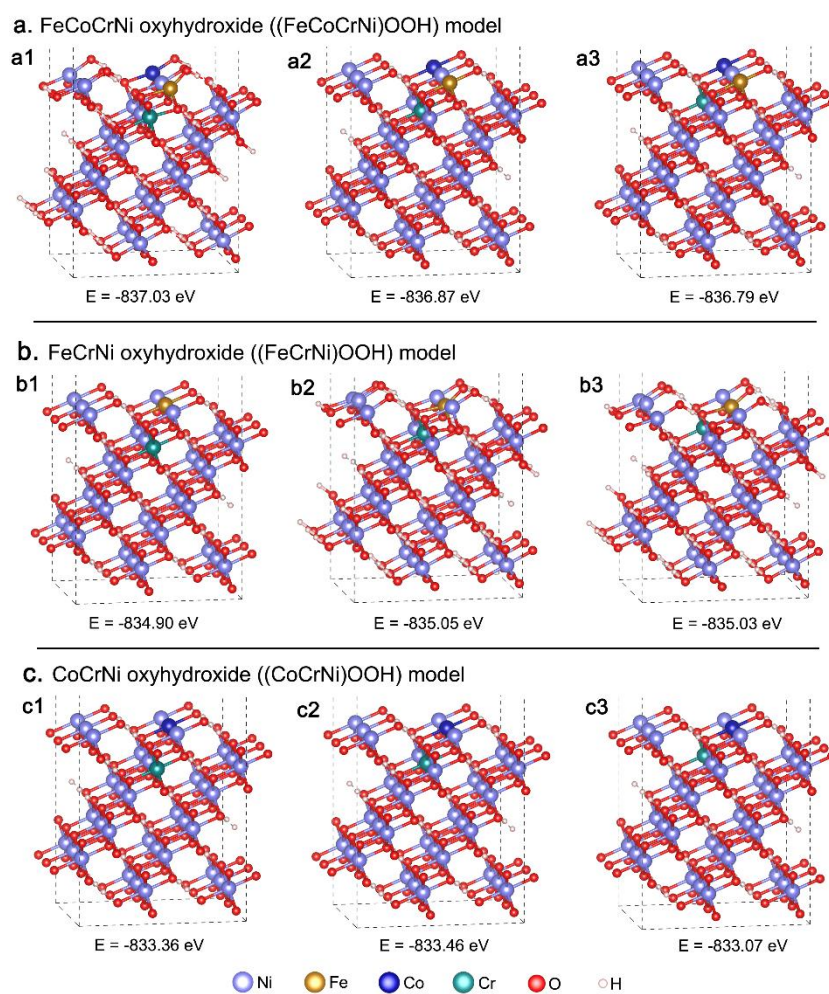 a. FeCoCrNi oxyhydroxide ((FeCoCrNi)OOH) model
a1 a2 a3
E = -837.03 eV E = -836.87 eV E = -836.79 eV
b. FeCrNi oxyhydroxide ((FeCrNi)OOH) model
b1 b2 b3
E = -834.90 eV E = -835.05 eV E = -835.03 eV
c. CoCrNi oxyhydroxide ((CoCrNi)OOH) model
c1 c2 c3
E = -833.36 eV E = -833.46 eV E = -833.07 eV
Ni Fe Co Cr O H